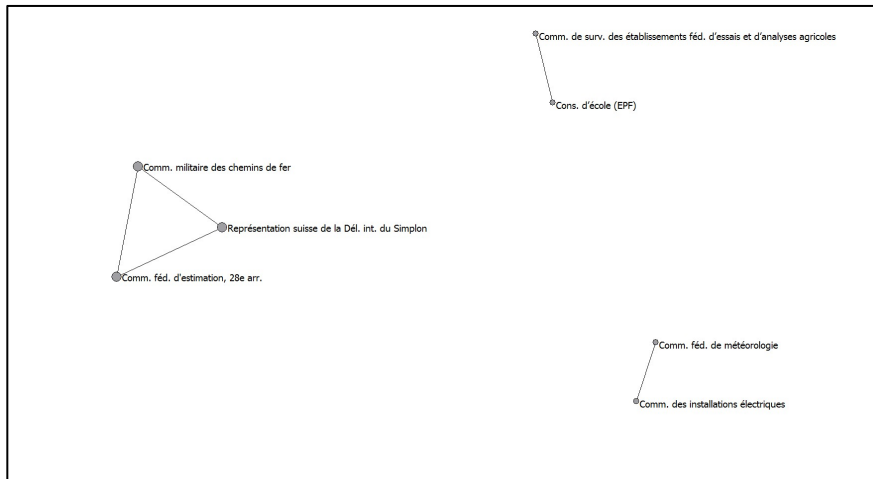 Comm. de surv. des établissements féd. d'essais et d'analyses agricoles
Cons. d'école (EPF)
Comm. militaire des chemins de fer
Représentation suisse de la Dél. int. du Simplon
Comm. féd. d'estimation, 28e arr.
Comm. féd. de météorologie
Comm. des installations électriques